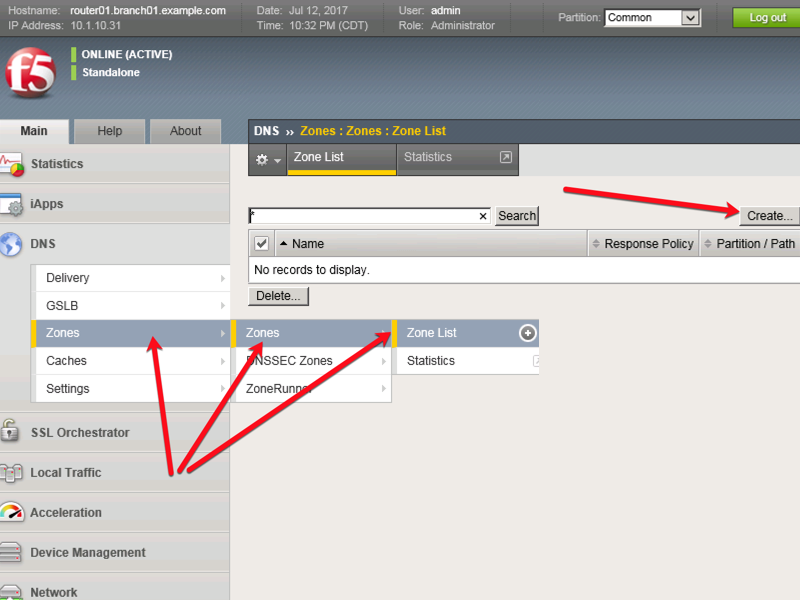 Hostname: router01.branch01.example.com Date: Jul 12, 2017 User: admin Partition: Common Log out
IP Address: 10.1.10.31 Time: 10:32 PM (CDT) Role: Administrator
f5
ONLINE (ACTIVE)
Standalone
Main Help About
DNS ›› Zones : Zones : Zone List
Zone List Statistics
Statistics
iApps
DNS
* × Search Create...
Name Response Policy Partition / Path
No records to display.
Delete...
Delivery
GSLB
Zones Zones Zone List
Caches DNSSEC Zones Statistics
Settings ZoneRunner
SSL Orchestrator
Local Traffic
Acceleration
Device Management
Network